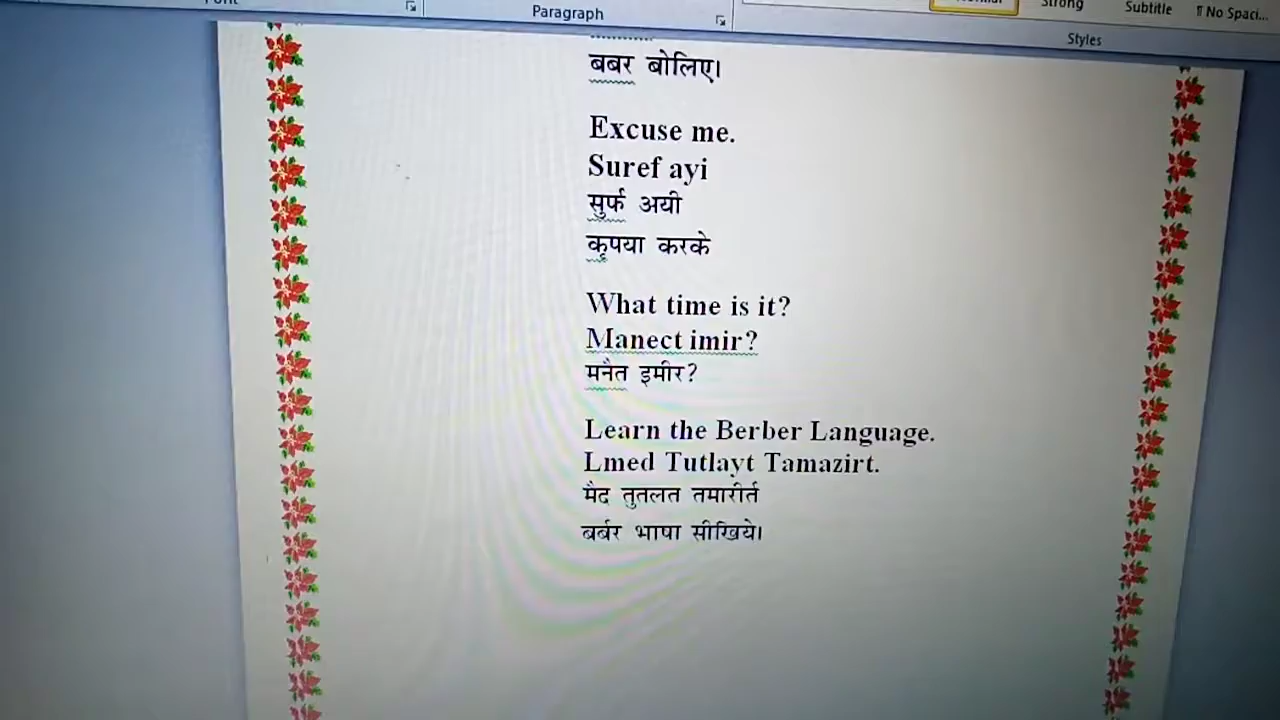 Paragraph
Strong
Subtitle
¶ No Spaci...
Styles
बबर बोलिए।
Excuse me.
Suref ayi
सुर्फ अयी
कृपया करके
What time is it?
Manect imir?
मनैत इमीर?
Learn the Berber Language.
Lmed Tutlayt Tamazirt.
मैद तुतलत तमारीर्त
बर्बर भाषा सीखिये।